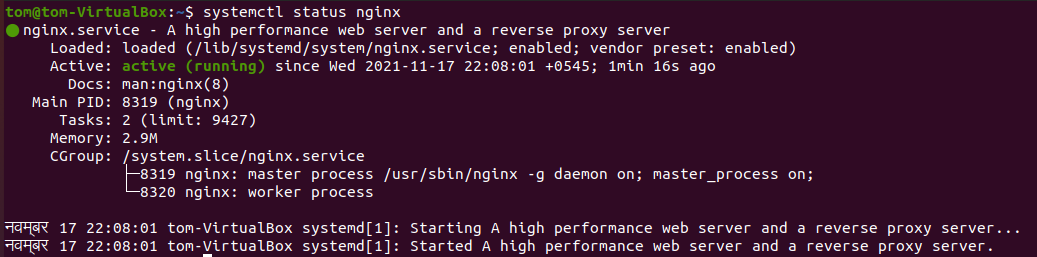 tom@tom-VirtualBox:~$ systemctl status nginx
● nginx.service - A high performance web server and a reverse proxy server
Loaded: loaded (/lib/systemd/system/nginx.service; enabled; vendor preset: enabled)
Active: active (running) since Wed 2021-11-17 22:08:01 +0545; 1min 16s ago
Docs: man:nginx(8)
Main PID: 8319 (nginx)
Tasks: 2 (limit: 9427)
Memory: 2.9M
CGroup: /system.slice/nginx.service
├─8319 nginx: master process /usr/sbin/nginx -g daemon on; master_process on;
└─8320 nginx: worker process
नवम्बर 17 22:08:01 tom-VirtualBox systemd[1]: Starting A high performance web server and a reverse proxy server...
नवम्बर 17 22:08:01 tom-VirtualBox systemd[1]: Started A high performance web server and a reverse proxy server.